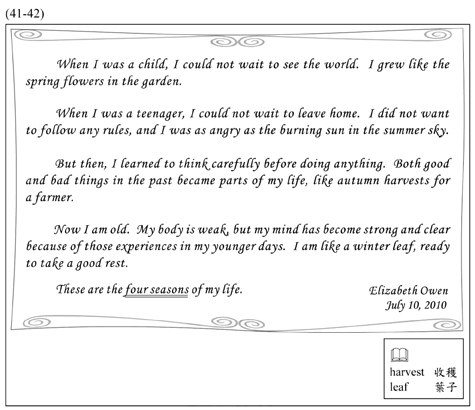 (41-42)
When I was a child, I could not wait to see the world. I grew like the
spring flowers in the garden.
When I was a teenager, I could not wait to leave home. I did not want
to follow any rules, and I was as angry as the burning sun in the summer sky.
But then, I learned to think carefully before doing anything. Both good
and bad things in the past became parts of my life, like autumn harvests for
a farmer.
Now I am old. My body is weak, but my mind has become strong and clear
because of those experiences in my younger days. I am like a winter leaf, ready
to take a good rest.
These are the four seasons of my life.
Elizabeth Owen
July 10, 2010
harvest 收穫
leaf 葉子